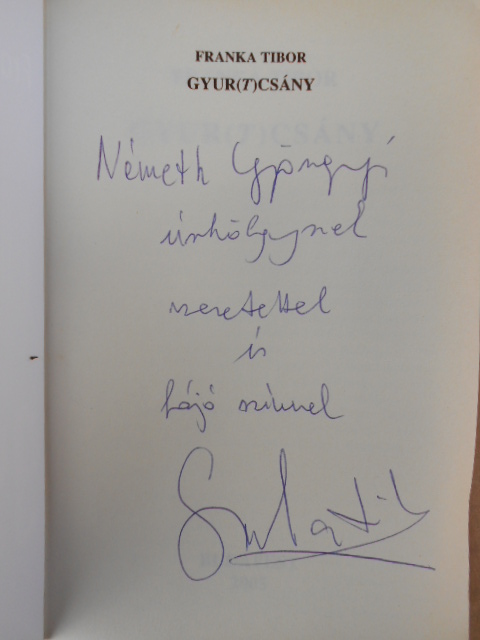 FRANKA TIBOR
GYUR(T)CSÁNY
Németh Gyöngyi
úrhölgynek
szeretettel
és
fájó szívvel